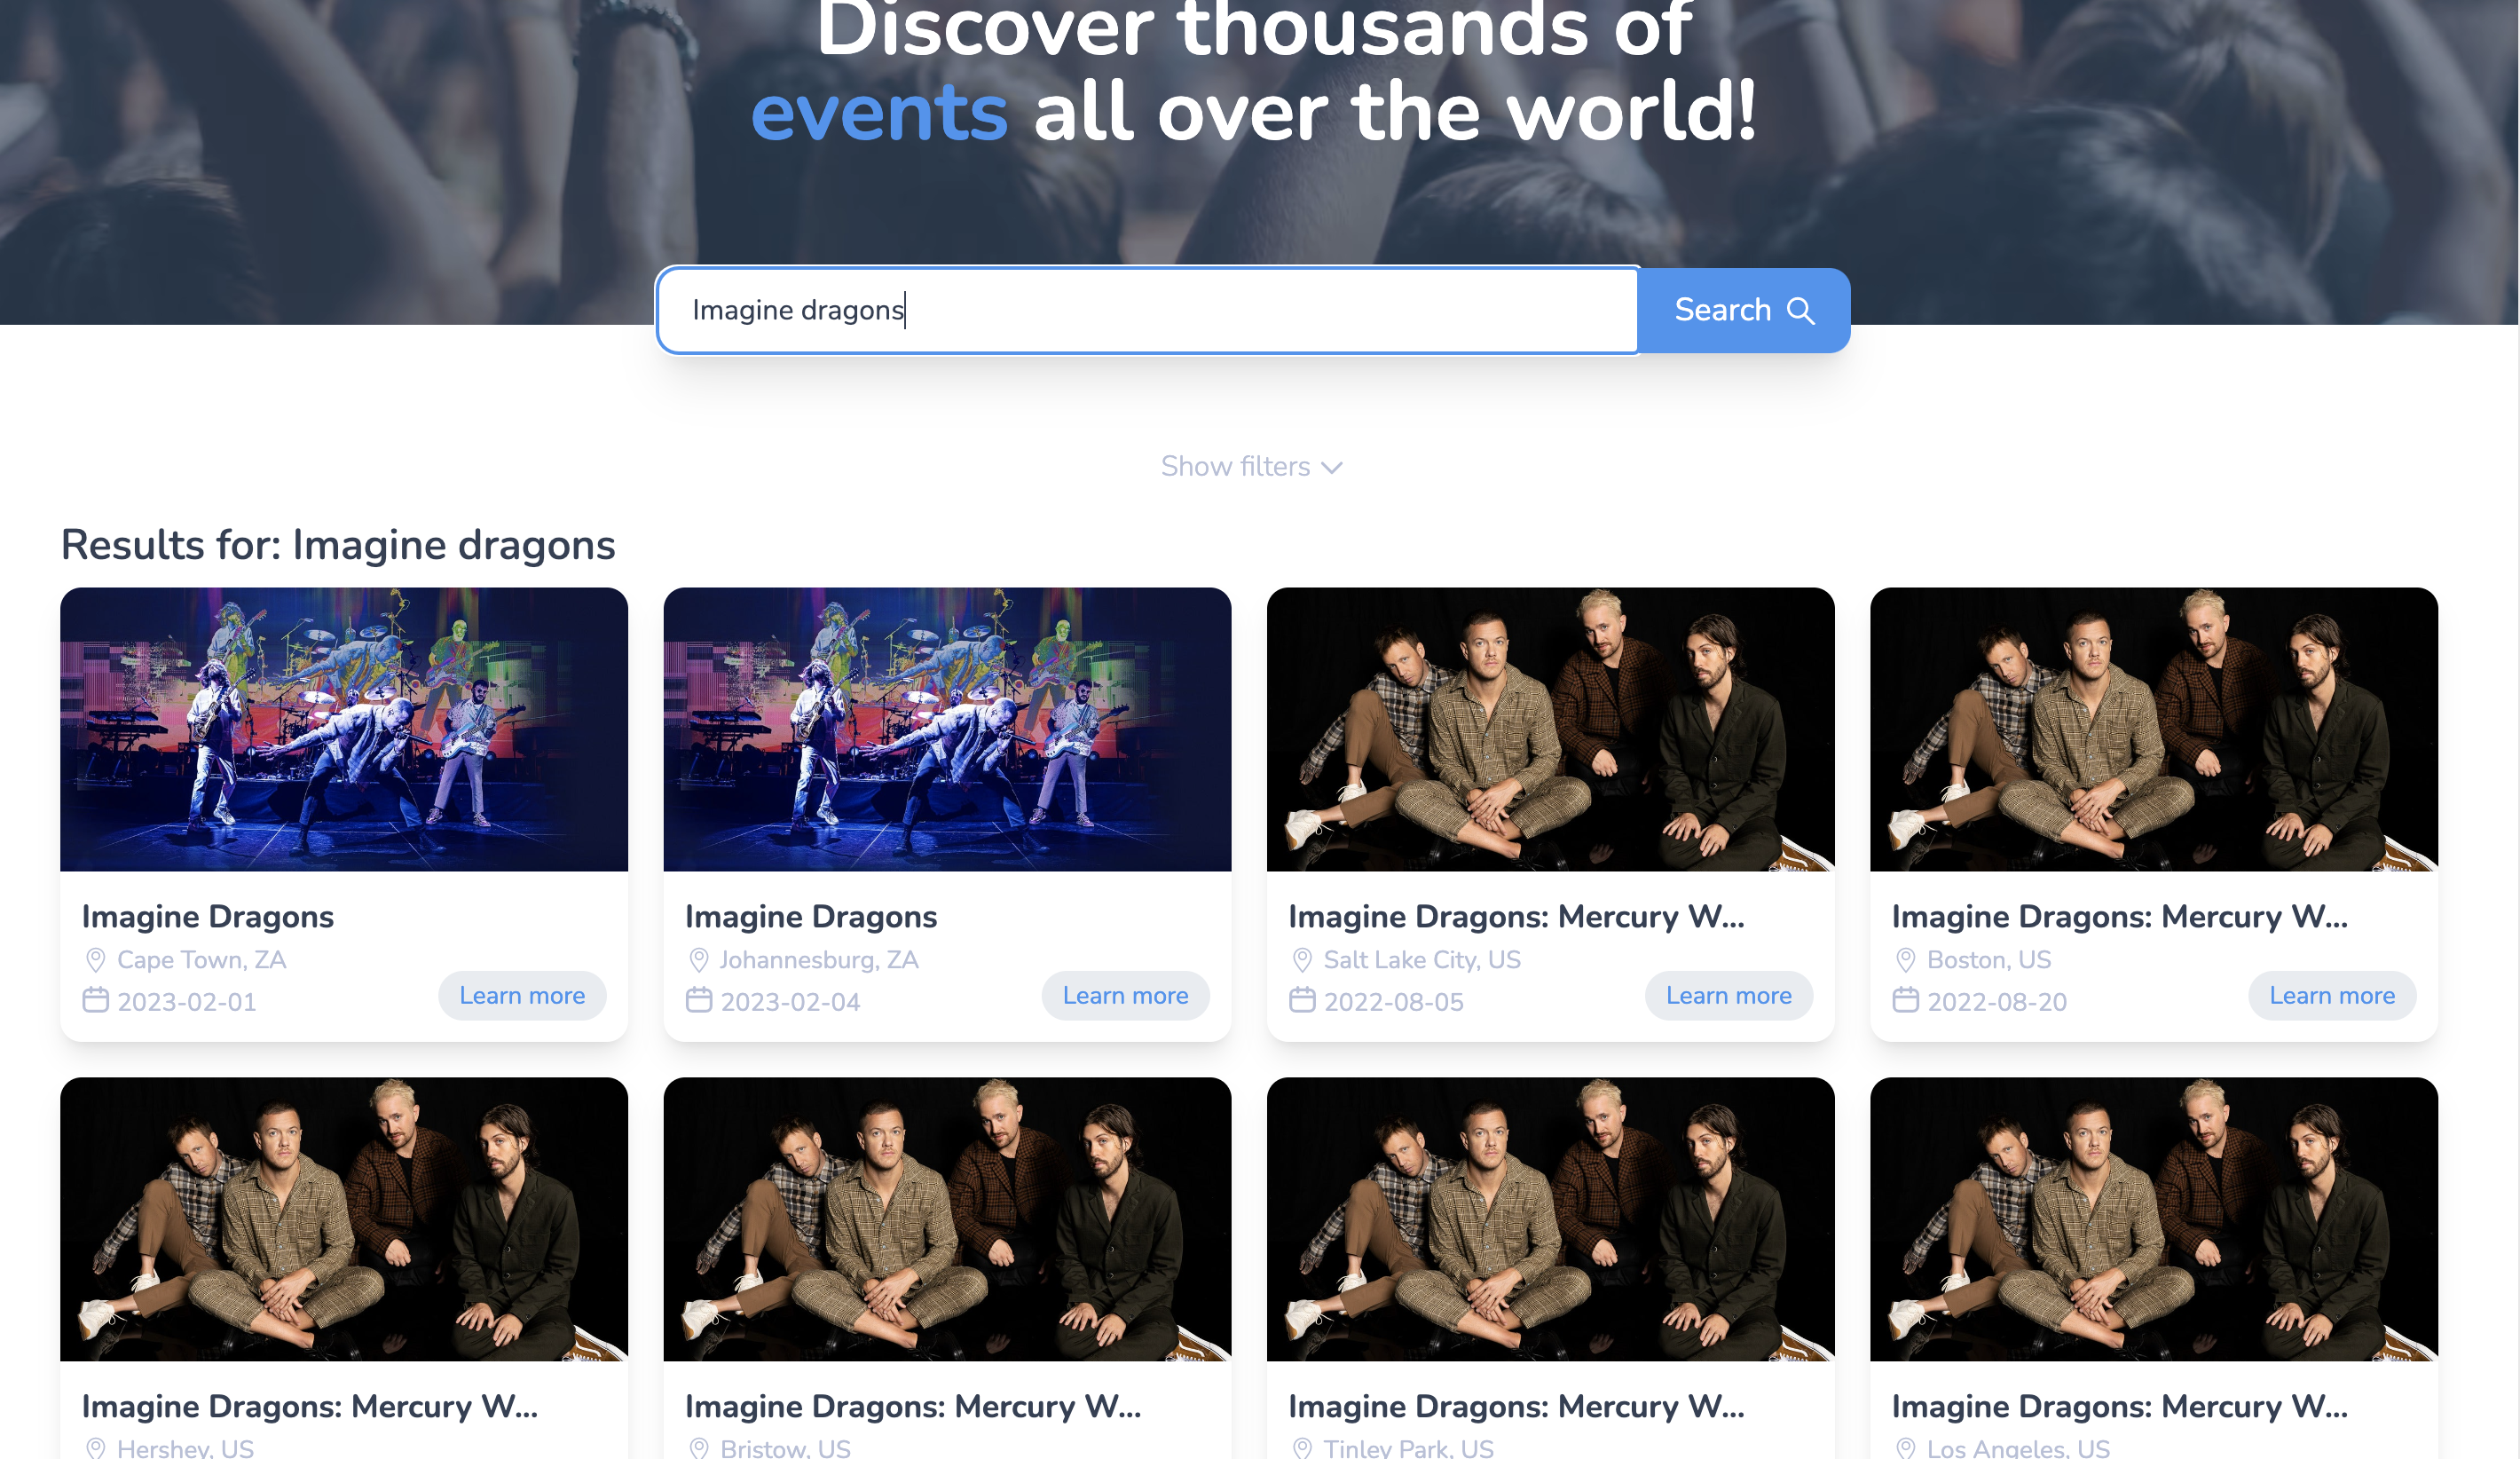 Discover thousands of
events all over the world!
Imagine dragons
Search
Show filters
Results for: Imagine dragons
Imagine Dragons
Cape Town, ZA
2023-02-01
Learn more
Imagine Dragons
Johannesburg, ZA
2023-02-04
Learn more
Imagine Dragons: Mercury W...
Salt Lake City, US
2022-08-05
Learn more
Imagine Dragons: Mercury W...
Boston, US
2022-08-20
Learn more
Imagine Dragons: Mercury W...
Hershey, US
Imagine Dragons: Mercury W...
Bristow, US
Imagine Dragons: Mercury W...
Tinley Park, US
Imagine Dragons: Mercury W...
Los Angeles, US